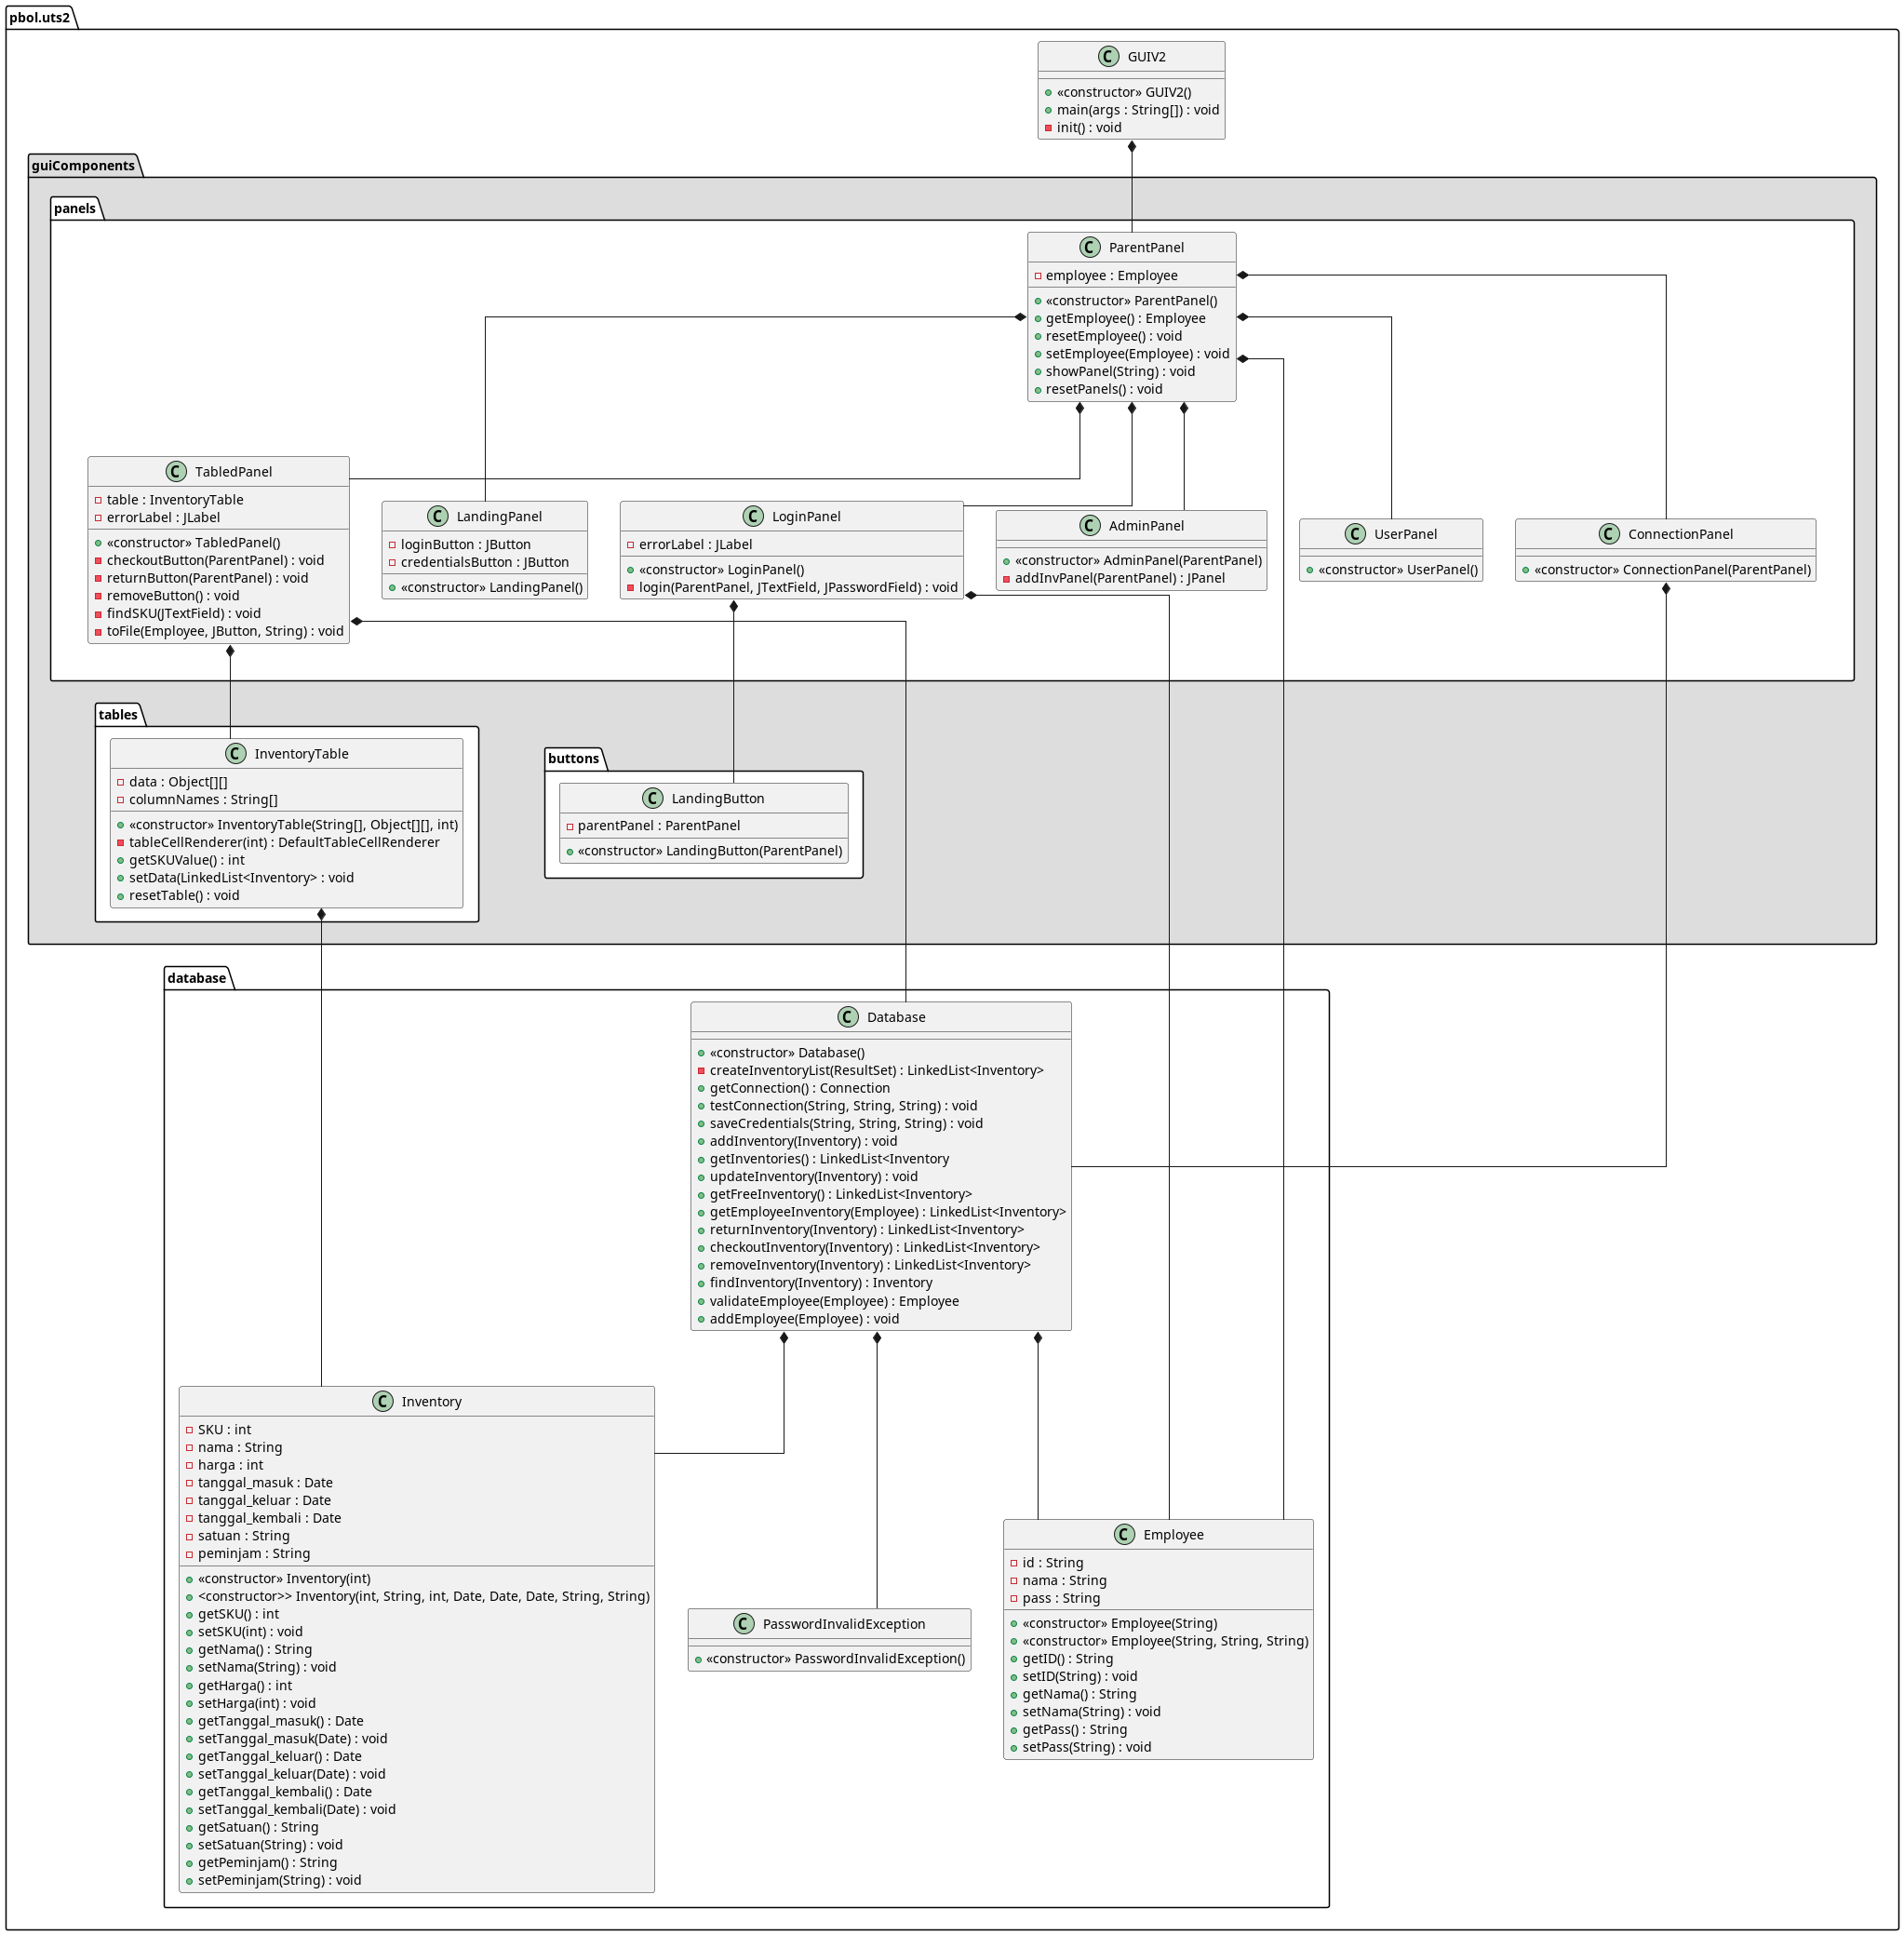 pbol.uts2
GUIV2
«constructor» GUIV2()
main(args : String[]) : void
init() : void
guiComponents
panels
ParentPanel
employee : Employee
«constructor» ParentPanel()
getEmployee() : Employee
resetEmployee() : void
setEmployee(Employee) : void
showPanel(String) : void
resetPanels() : void
TabledPanel
table : InventoryTable
errorLabel : JLabel
«constructor» TabledPanel()
checkoutButton(ParentPanel) : void
returnButton(ParentPanel) : void
removeButton() : void
findSKU(JTextField) : void
toFile(Employee, JButton, String) : void
LandingPanel
loginButton : JButton
credentialsButton : JButton
«constructor» LandingPanel()
LoginPanel
errorLabel : JLabel
«constructor» LoginPanel()
login(ParentPanel, JTextField, JPasswordField) : void
AdminPanel
«constructor» AdminPanel(ParentPanel)
addInvPanel(ParentPanel) : JPanel
UserPanel
«constructor» UserPanel()
ConnectionPanel
«constructor» ConnectionPanel(ParentPanel)
tables
InventoryTable
data : Object[][]
columnNames : String[]
«constructor» InventoryTable(String[], Object[][], int)
tableCellRenderer(int) : DefaultTableCellRenderer
getSKUValue() : int
setData(LinkedList<Inventory> : void
resetTable() : void
buttons
LandingButton
parentPanel : ParentPanel
«constructor» LandingButton(ParentPanel)
database
Database
«constructor» Database()
createInventoryList(ResultSet) : LinkedList<Inventory>
getConnection() : Connection
testConnection(String, String, String) : void
saveCredentials(String, String, String) : void
addInventory(Inventory) : void
getInventories() : LinkedList<Inventory
updateInventory(Inventory) : void
getFreeInventory() : LinkedList<Inventory>
getEmployeeInventory(Employee) : LinkedList<Inventory>
returnInventory(Inventory) : LinkedList<Inventory>
checkoutInventory(Inventory) : LinkedList<Inventory>
removeInventory(Inventory) : LinkedList<Inventory>
findInventory(Inventory) : Inventory
validateEmployee(Employee) : Employee
addEmployee(Employee) : void
Inventory
SKU : int
nama : String
harga : int
tanggal_masuk : Date
tanggal_keluar : Date
tanggal_kembali : Date
satuan : String
peminjam : String
«constructor» Inventory(int)
<constructor>> Inventory(int, String, int, Date, Date, Date, String, String)
getSKU() : int
setSKU(int) : void
getNama() : String
setNama(String) : void
getHarga() : int
setHarga(int) : void
getTanggal_masuk() : Date
setTanggal_masuk(Date) : void
getTanggal_keluar() : Date
setTanggal_keluar(Date) : void
getTanggal_kembali() : Date
setTanggal_kembali(Date) : void
getSatuan() : String
setSatuan(String) : void
getPeminjam() : String
setPeminjam(String) : void
PasswordInvalidException
«constructor» PasswordInvalidException()
Employee
id : String
nama : String
pass : String
«constructor» Employee(String)
«constructor» Employee(String, String, String)
getID() : String
setID(String) : void
getNama() : String
setNama(String) : void
getPass() : String
setPass(String) : void